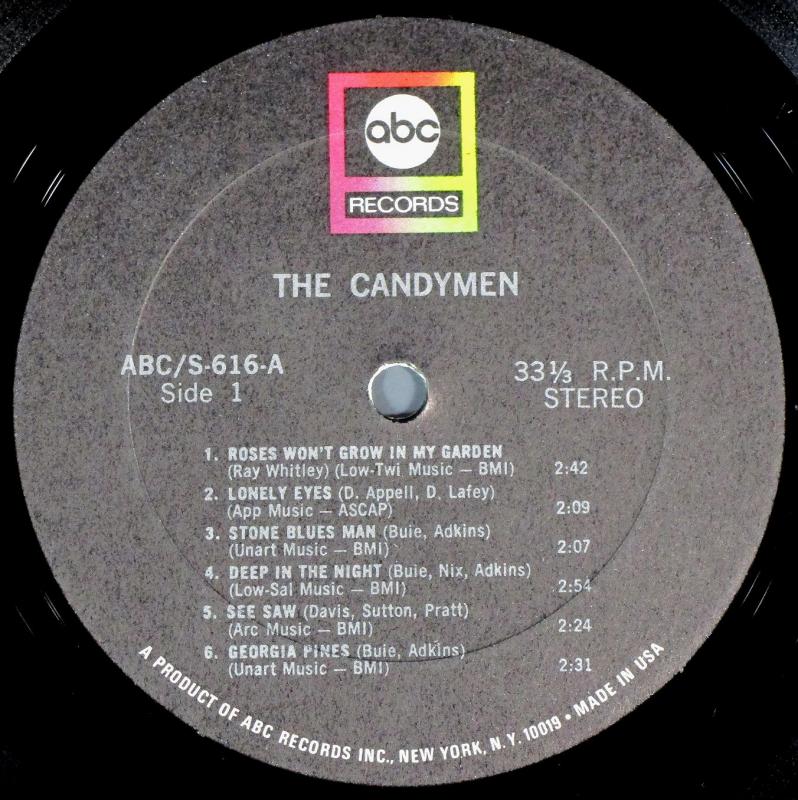 abc
RECORDS
THE CANDYMEN
ABC/S-616-A
Side 1
33⅓ R.P.M.
STEREO
1. ROSES WON'T GROW IN MY GARDEN
(Ray Whitley) (Low-Twi Music — BMI) 2:42
2. LONELY EYES (D. Appell, D. Lafey)
(App Music — ASCAP) 2:09
3. STONE BLUES MAN (Buie, Adkins)
(Unart Music — BMI) 2:07
4. DEEP IN THE NIGHT (Buie, Nix, Adkins)
(Low-Sal Music — BMI) 2:54
5. SEE SAW (Davis, Sutton, Pratt)
(Arc Music — BMI) 2:24
6. GEORGIA PINES (Buie, Adkins)
(Unart Music — BMI) 2:31
A PRODUCT OF ABC RECORDS INC., NEW YORK, N.Y. 10019 • MADE IN USA